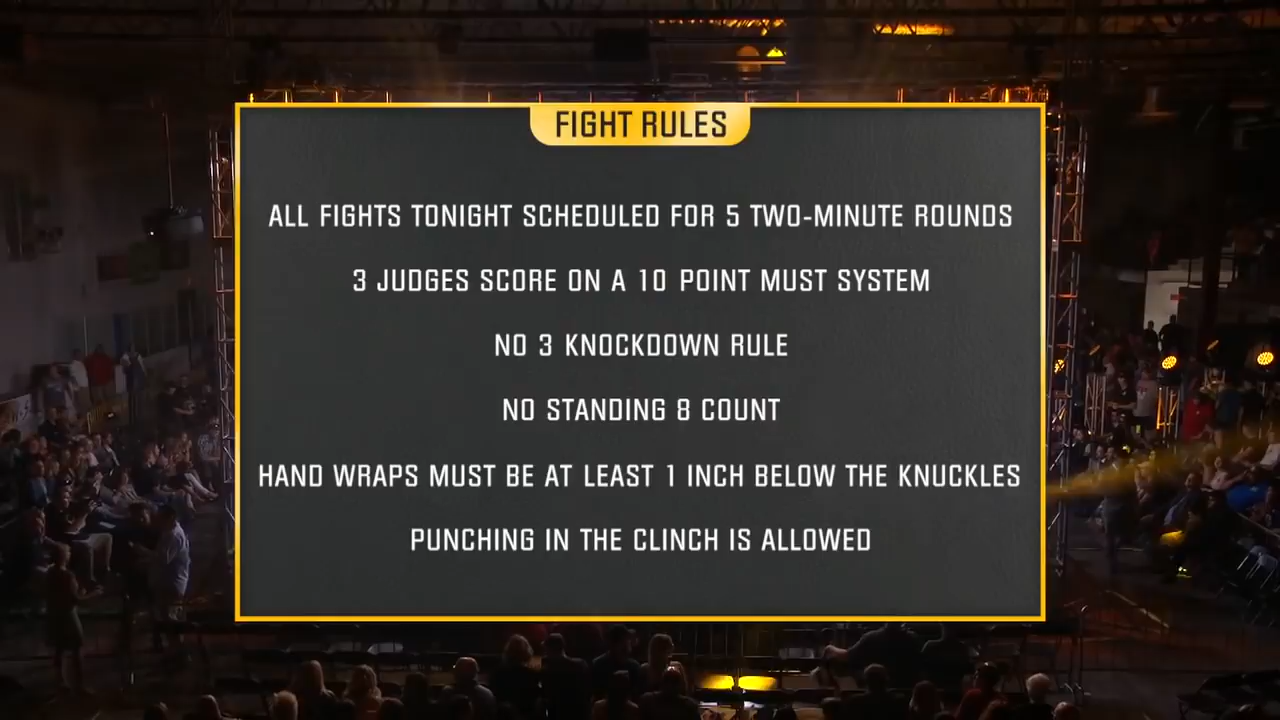 FIGHT RULES
ALL FIGHTS TONIGHT SCHEDULED FOR 5 TWO-MINUTE ROUNDS
3 JUDGES SCORE ON A 10 POINT MUST SYSTEM
NO 3 KNOCKDOWN RULE
NO STANDING 8 COUNT
HAND WRAPS MUST BE AT LEAST 1 INCH BELOW THE KNUCKLES
PUNCHING IN THE CLINCH IS ALLOWED